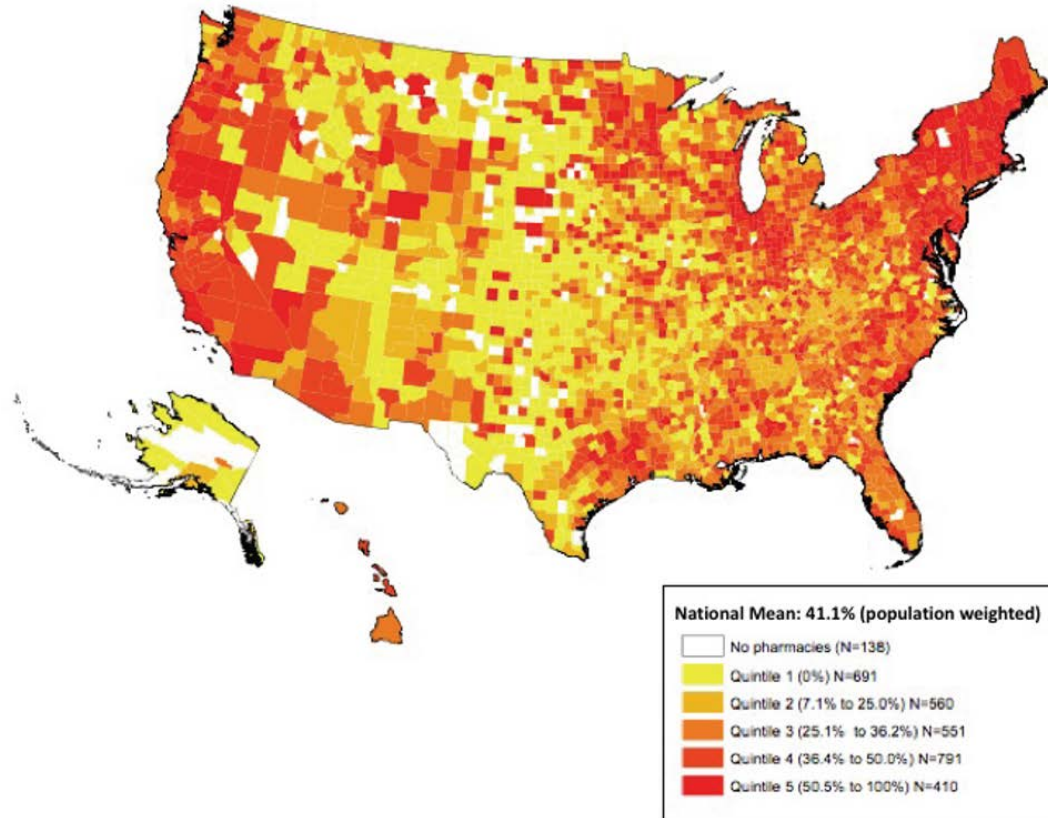 National Mean: 41.1% (population weighted)
No pharmacies (N=138)
Quintile 1 (0%) N=691
Quintile 2 (7.1% to 25.0%) N=560
Quintile 3 (25.1% to 36.2%) N=551
Quintile 4 (36.4% to 50.0%) N=791
Quintile 5 (50.5% to 100%) N=410